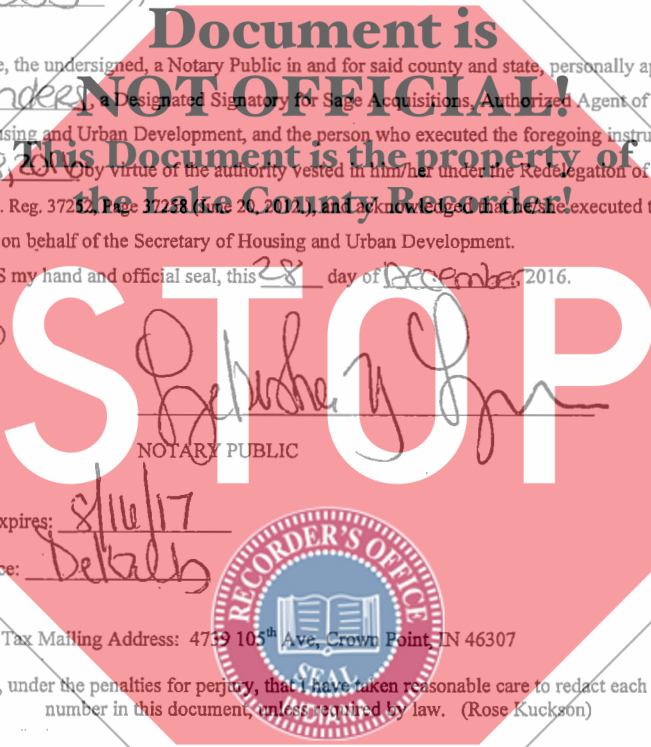 Document is
e, the undersigned, a Notary Public in and for said county and state, personally ap
NOT OFFICIAL!
nders, a Designated Signatory for Sage Acquisitions, Authorized Agent of
using and Urban Development, and the person who executed the foregoing instru
This Document is the property of
by virtue of the authority vested in him/her under the Redelegation of
the Lake County Recorder!
. Reg. 37252, Page 37258 (June 20, 2012.), and acknowledged that he/she executed t
on behalf of the Secretary of Housing and Urban Development.
S my hand and official seal, this 28 day of December, 2016.
STOP
NOTARY PUBLIC
xpires: 8/16/17
ce: DeKalb
RECORDER'S OFFICE
SEAL
Tax Mailing Address: 4739 105th Ave, Crown Point, IN 46307
, under the penalties for perjury, that I have taken reasonable care to redact each
number in this document, unless required by law. (Rose Kuckson)